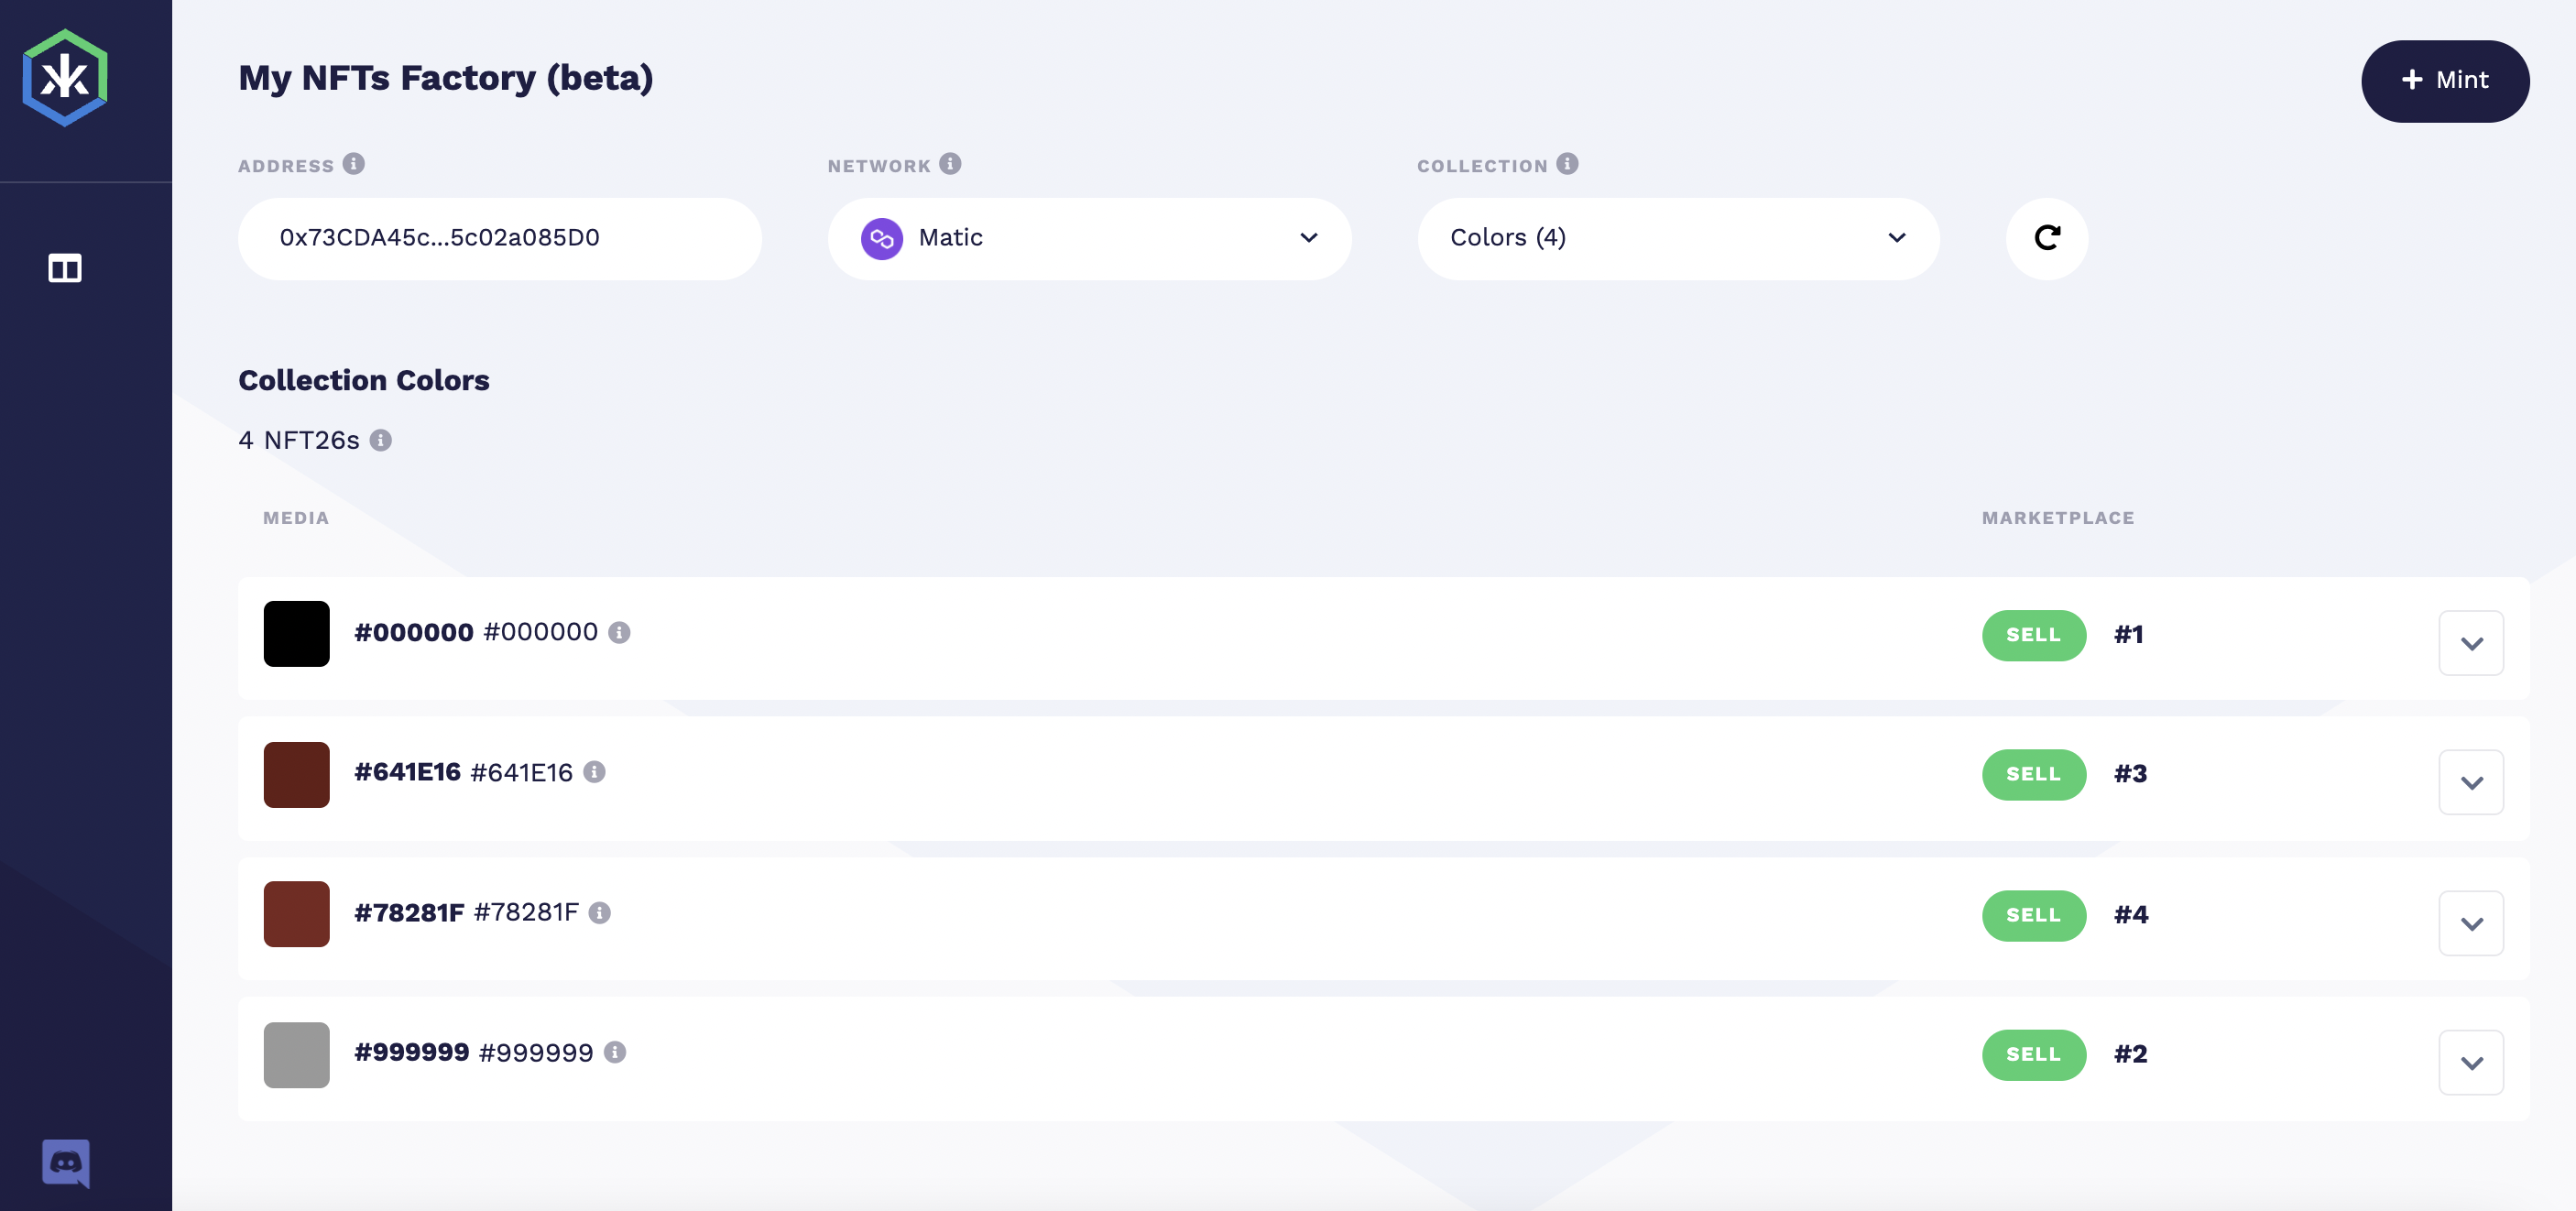 My NFTs Factory (beta)
+ Mint
ADDRESS
NETWORK
COLLECTION
0x73CDA45c...5c02a085D0
Matic
Colors (4)
Collection Colors
4 NFT26s
MEDIA
MARKETPLACE
#000000 #000000
SELL #1
#641E16 #641E16
SELL #3
#78281F #78281F
SELL #4
#999999 #999999
SELL #2